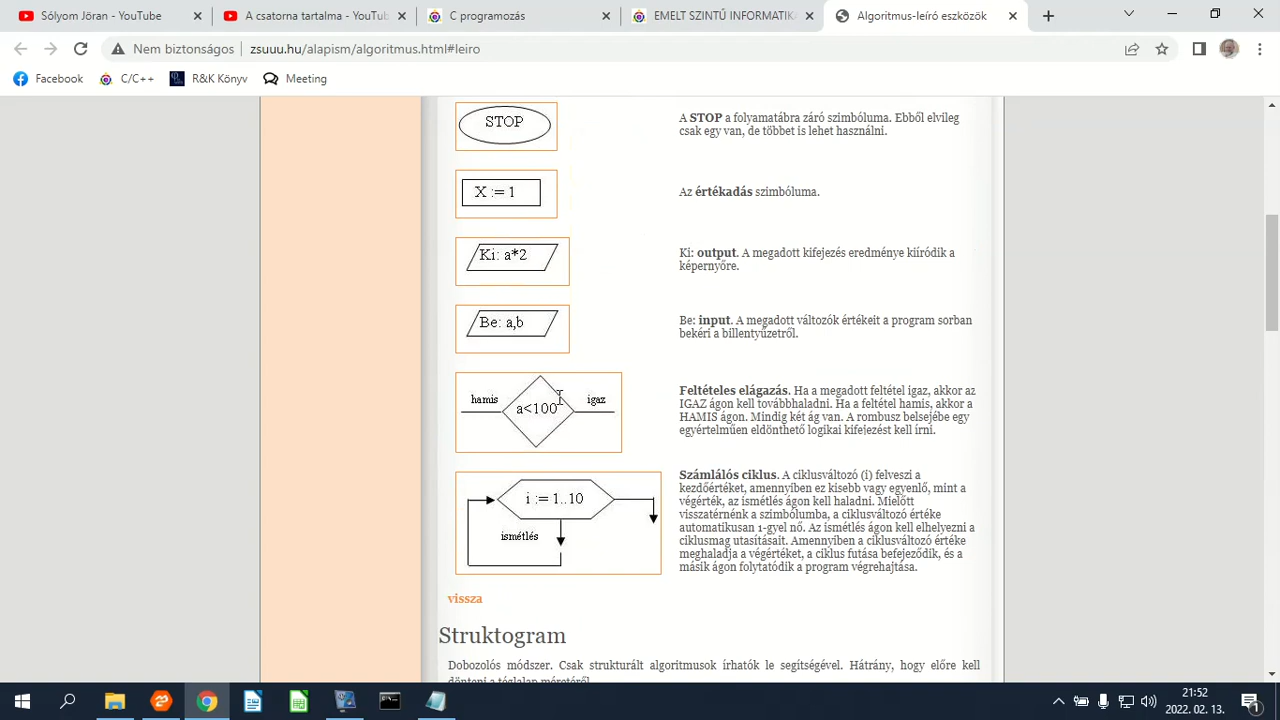 Sólyom Jöran - YouTube
A csatorna tartalma - YouTu
C programozás
EMELT SZINTŰ INFORMATIKA
Algoritmus-leíró eszközök
Nem biztonságos
zsuuu.hu/alapism/algoritmus.html#leiro
Facebook
C/C++
R&K Könyv
Meeting
STOP
A STOP a folyamatábra záró szimbóluma. Ebből elvileg
csak egy van, de többet is lehet használni.
X := 1
Az értékadás szimbóluma.
Ki: a*2
Ki: output. A megadott kifejezés eredménye kiíródik a
képernyőre.
Be: a,b
Be: input. A megadott változók értékeit a program sorban
bekéri a billentyűzetről.
hamis
a<100
igaz
Feltételes elágazás. Ha a megadott feltétel igaz, akkor az
IGAZ ágon kell továbbhaladni. Ha a feltétel hamis, akkor a
HAMIS ágon. Mindig két ág van. A rombusz belsejébe egy
egyértelműen eldönthető logikai kifejezést kell írni.
i := 1..10
ismétlés
Számlálós ciklus. A ciklusváltozó (i) felveszi a
kezdőértéket, amennyiben ez kisebb vagy egyenlő, mint a
végérték, az ismétlés ágon kell haladni. Mielőtt
visszatérnénk a szimbólumba, a ciklusváltozó értéke
automatikusan 1-gyel nő. Az ismétlés ágon kell elhelyezni a
ciklusmag utasításait. Amennyiben a ciklusváltozó értéke
meghaladja a végértéket, a ciklus futása befejeződik, és a
másik ágon folytatódik a program végrehajtása.
vissza
Struktogram
Dobozolós módszer. Csak strukturált algoritmusok írhatók le segítségével. Hátrány, hogy előre kell
dönteni a téglalap méretéről.
21:52
2022. 02. 13.
1